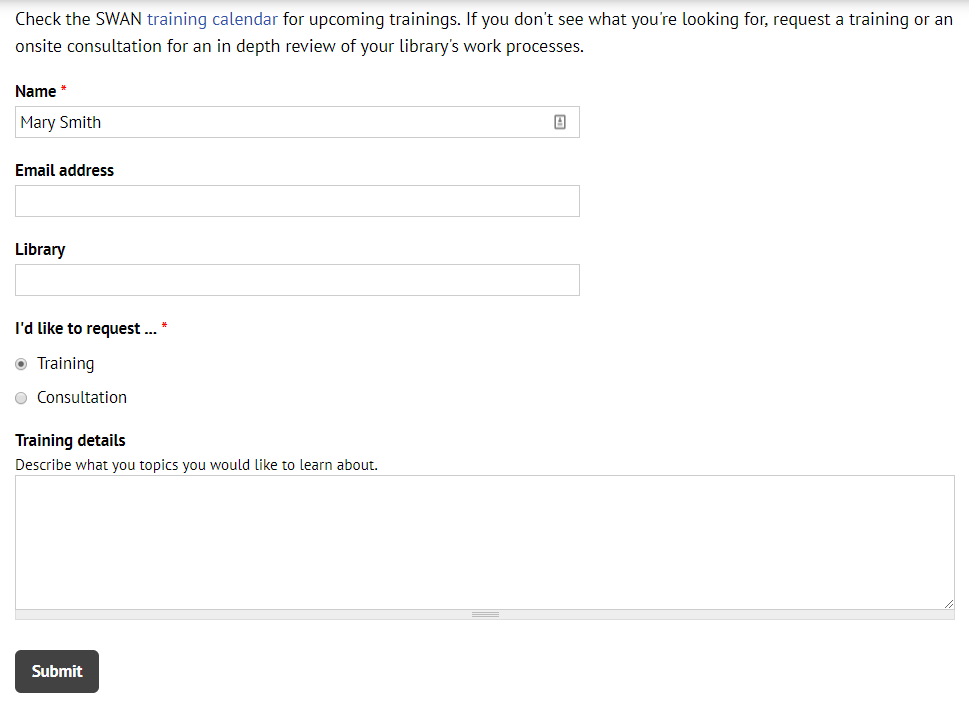 Check the SWAN training calendar for upcoming trainings. If you don't see what you're looking for, request a training or an
onsite consultation for an in depth review of your library's work processes.
Name *
Mary Smith
Email address
Library
I'd like to request ... *
Training
Consultation
Training details
Describe what you topics you would like to learn about.
Submit